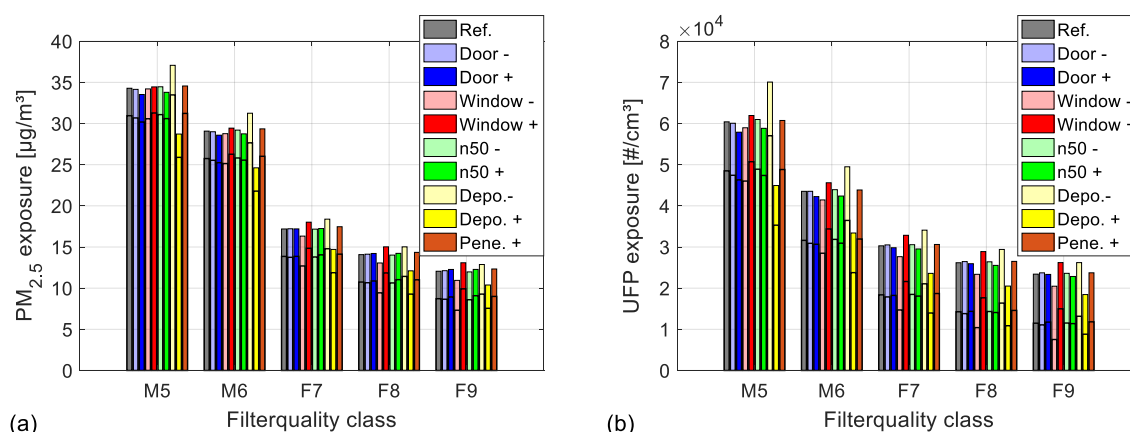 40
35
30
25
20
15
10
5
0
PM2.5 exposure [µg/m³]
M5 M6 F7 F8 F9
Filterquality class
(a)
Ref.
Door -
Door +
Window -
Window +
n50 -
n50 +
Depo.-
Depo. +
Pene. +
×10⁴
8
7
6
5
4
3
2
1
0
UFP exposure [#/cm³]
M5 M6 F7 F8 F9
Filterquality class
(b)
Ref.
Door -
Door +
Window -
Window -
n50 -
n50 +
Depo.-
Depo. +
Pene. +